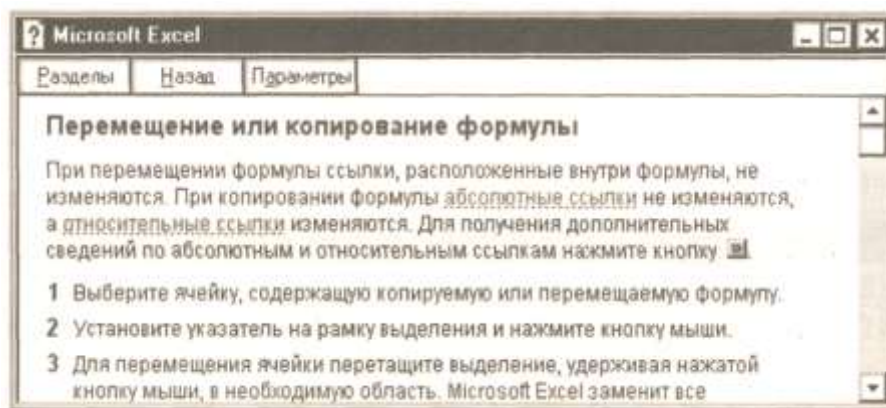 ? Microsoft Excel
Разделы Назад Параметры
Перемещение или копирование формулы
При перемещении формулы ссылки, расположенные внутри формулы, не
изменяются. При копировании формулы абсолютные ссылки не изменяются,
а относительные ссылки изменяются. Для получения дополнительных
сведений по абсолютным и относительным ссылкам нажмите кнопку
1 Выберите ячейку, содержащую копируемую или перемещаемую формулу.
2 Установите указатель на рамку выделения и нажмите кнопку мыши.
3 Для перемещения ячейки перетащите выделение, удерживая нажатой
кнопку мыши, в необходимую область. Microsoft Excel заменит все